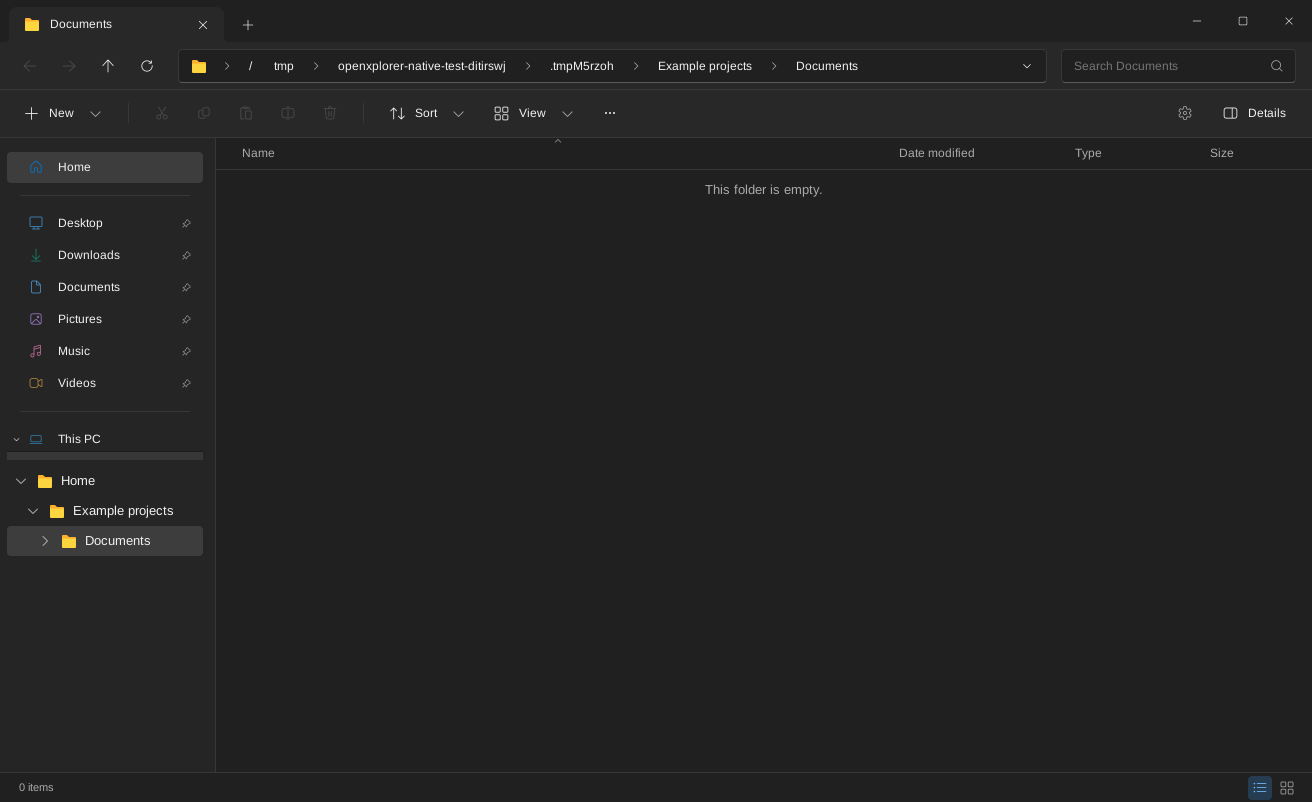 Documents
/ tmp openxplorer-native-test-ditirswj .tmpM5rzoh Example projects Documents
Search Documents
New Sort View Details
Name Date modified Type Size
This folder is empty.
Home
Desktop
Downloads
Documents
Pictures
Music
Videos
This PC
Home
Example projects
Documents
0 items